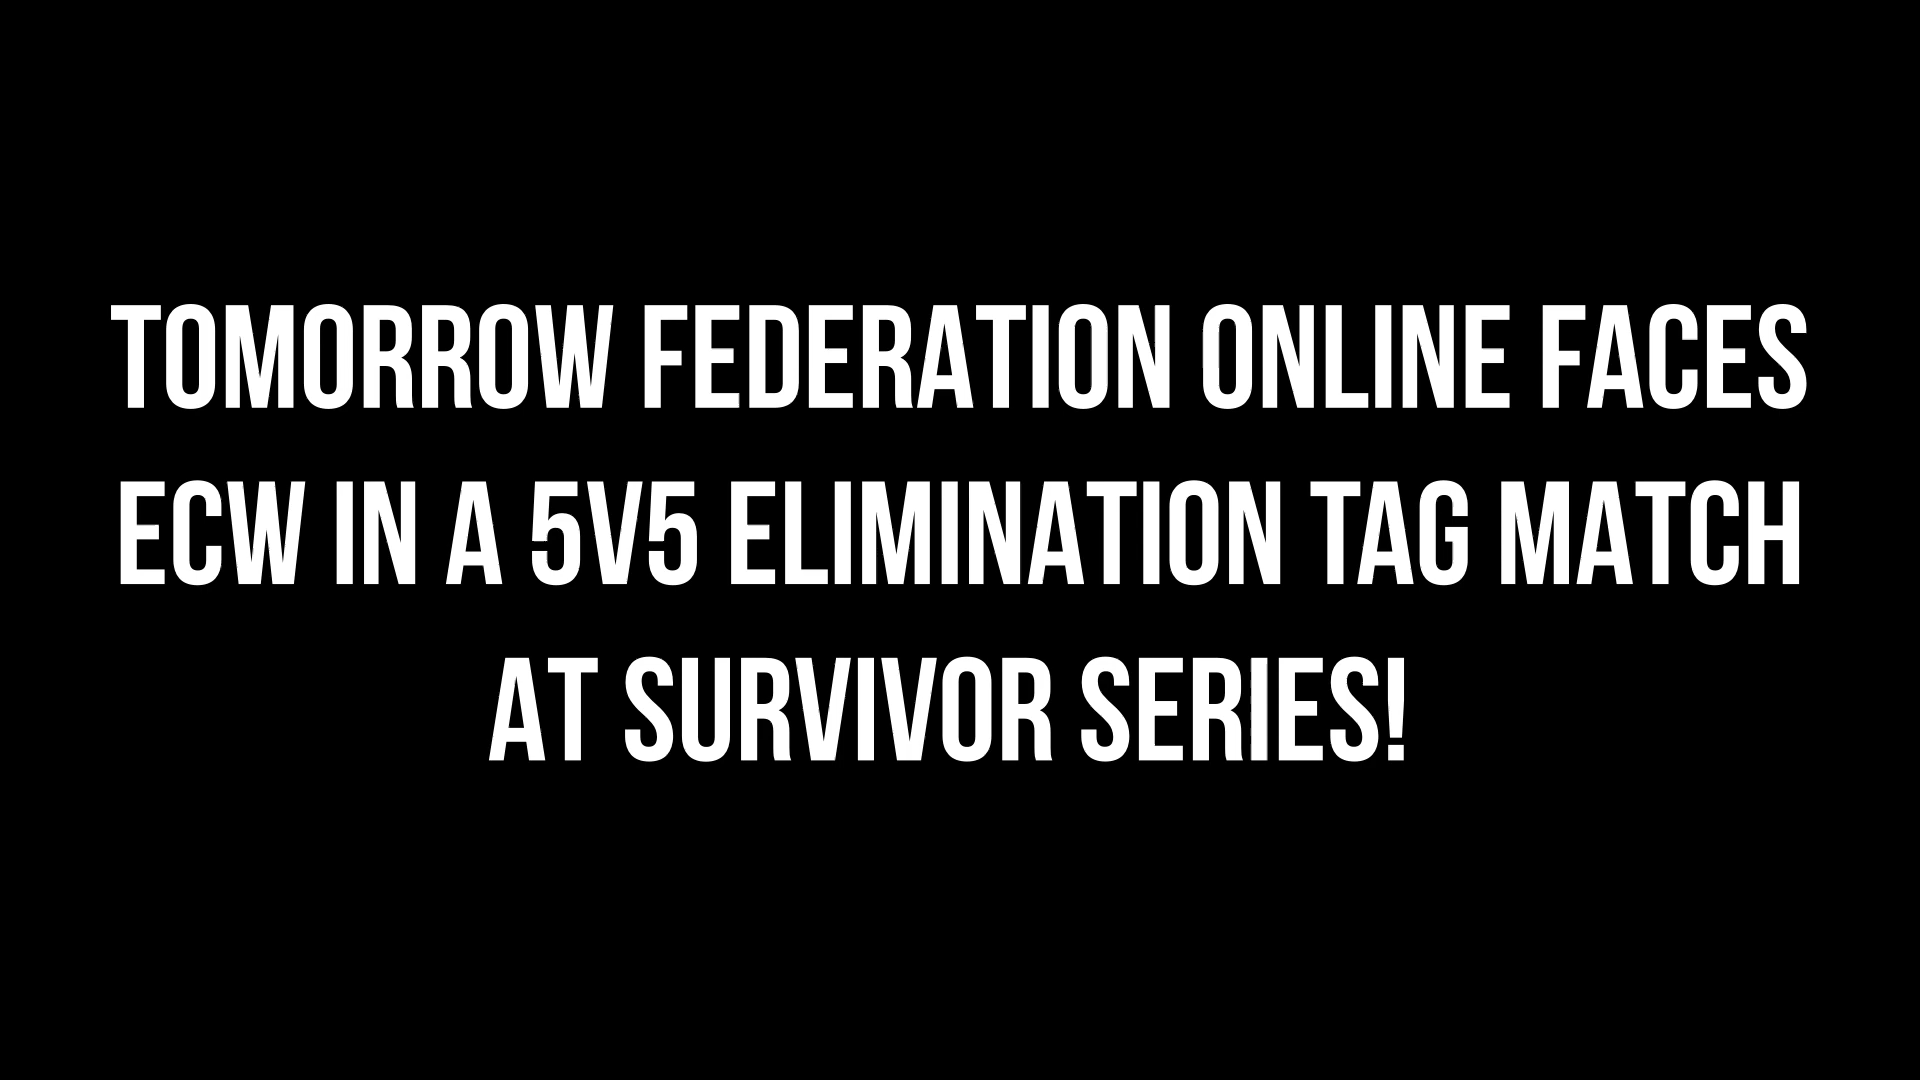 TOMORROW FEDERATION ONLINE FACES
ECW IN A 5V5 ELIMINATION TAG MATCH
AT SURVIVOR SERIES!